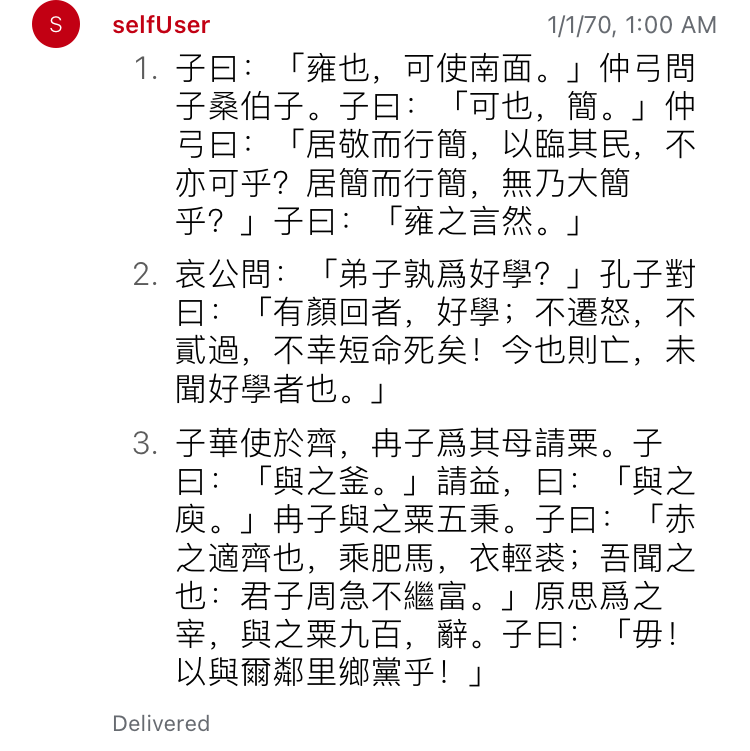 S
selfUser
1/1/70, 1:00 AM
1. 子曰：「雍也，可使南面。」仲弓問
子桑伯子。子曰：「可也，簡。」仲
弓曰：「居敬而行簡，以臨其民，不
亦可乎？居簡而行簡，無乃大簡
乎？」子曰：「雍之言然。」
2. 哀公問：「弟子孰爲好學？」孔子對
曰：「有顏回者，好學；不遷怒，不
貳過，不幸短命死矣！今也則亡，未
聞好學者也。」
3. 子華使於齊，冉子爲其母請粟。子
曰：「與之釜。」請益，曰：「與之
庾。」冉子與之粟五秉。子曰：「赤
之適齊也，乘肥馬，衣輕裘；吾聞之
也：君子周急不繼富。」原思爲之
宰，與之粟九百，辭。子曰：「毋！
以與爾鄰里鄉黨乎！」
Delivered